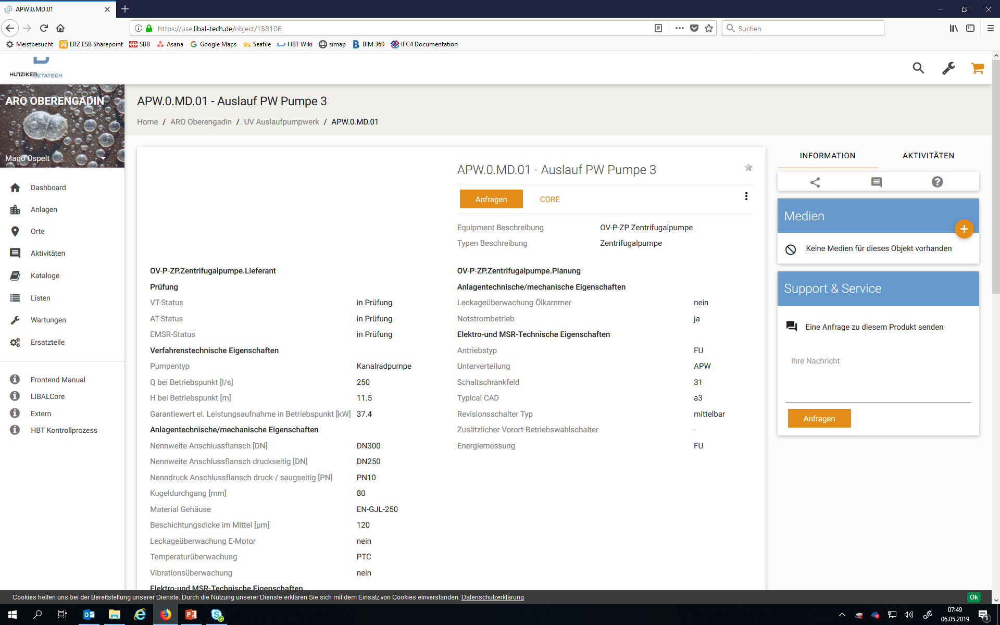 APW.0.MD.01
https://use.libal-tech.de/object/158106
Suchen
Meistbesucht
ERZ ESB Sharepoint
SBB
Asana
Google Maps
Seafile
HBT Wiki
simap
BIM 360
IFC4 Documentation
HUNZIKER BETATECH
ARO OBERENGADIN
Mario Ospelt
Dashboard
Anlagen
Orte
Aktivitäten
Kataloge
Listen
Wartungen
Ersatzteile
Frontend Manual
LIBALCore
Extern
HBT Kontrollprozess
APW.0.MD.01 - Auslauf PW Pumpe 3
Home / ARO Oberengadin / UV Auslaufpumpwerk / APW.0.MD.01
APW.0.MD.01 - Auslauf PW Pumpe 3
Anfragen
CORE
Equipment Beschreibung OV-P-ZP Zentrifugalpumpe
Typen Beschreibung Zentrifugalpumpe
OV-P-ZP.Zentrifugalpumpe.Lieferant
Prüfung
VT-Status in Prüfung
AT-Status in Prüfung
EMSR-Status in Prüfung
Verfahrenstechnische Eigenschaften
Pumpentyp Kanalradpumpe
Q bei Betriebspunkt [l/s] 250
H bei Betriebspunkt [m] 11.5
Garantiewert el. Leistungsaufnahme in Betriebspunkt [kW] 37.4
Anlagentechnische/mechanische Eigenschaften
Nennweite Anschlussflansch [DN] DN300
Nennweite Anschlussflansch druckseitig [DN] DN250
Nenndruck Anschlussflansch druck-/ saugseitig [PN] PN10
Kugeldurchgang [mm] 80
Material Gehäuse EN-GJL-250
Beschichtungsdicke im Mittel [µm] 120
Leckageüberwachung E-Motor nein
Temperaturüberwachung PTC
Vibrationsüberwachung nein
Elektro-und MSR-Technische Eigenschaften
OV-P-ZP.Zentrifugalpumpe.Planung
Anlagentechnische/mechanische Eigenschaften
Leckageüberwachung Ölkammer nein
Notstrombetrieb ja
Elektro-und MSR-Technische Eigenschaften
Antriebstyp FU
Unterverteilung APW
Schaltschrankfeld 31
Typical CAD a3
Revisionsschalter Typ mittelbar
Zusätzlicher Vorort-Betriebswahlschalter -
Energiemessung FU
INFORMATION
AKTIVITÄTEN
Medien
Keine Medien für dieses Objekt vorhanden
Support & Service
Eine Anfrage zu diesem Produkt senden
Ihre Nachricht
Anfragen
Cookies helfen uns bei der Bereitstellung unserer Dienste. Durch die Nutzung unserer Dienste erklären Sie sich mit dem Einsatz von Cookies einverstanden. Datenschutzerklärung
Ok
07:49
06.05.2019
1